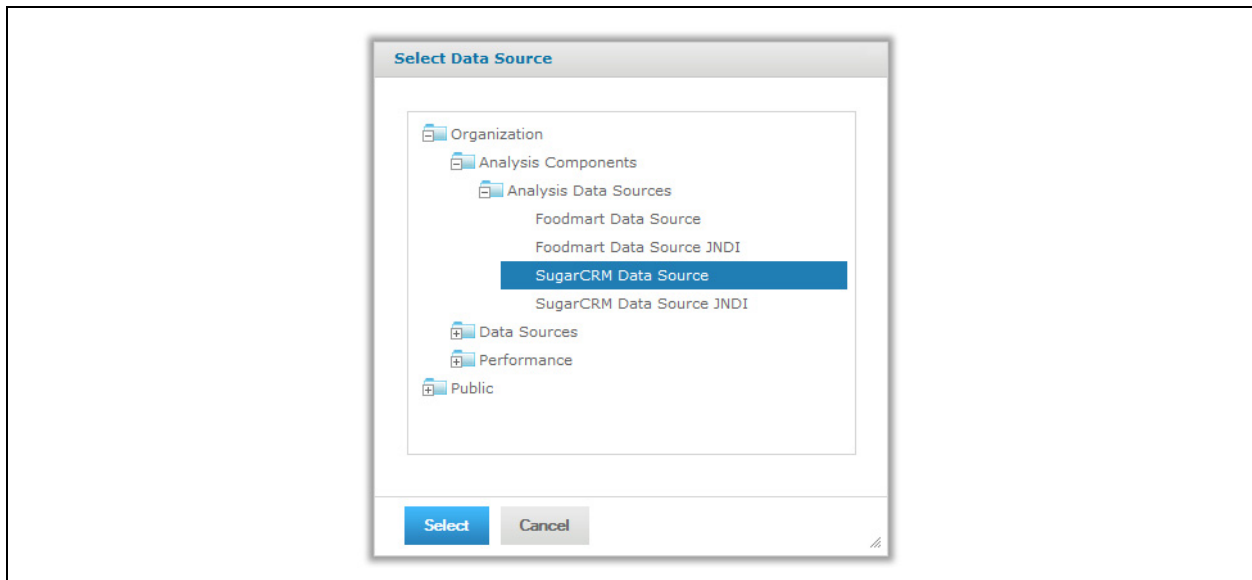 Select Data Source
Organization
Analysis Components
Analysis Data Sources
Foodmart Data Source
Foodmart Data Source JNDI
SugarCRM Data Source
SugarCRM Data Source JNDI
Data Sources
Performance
Public
Select Cancel